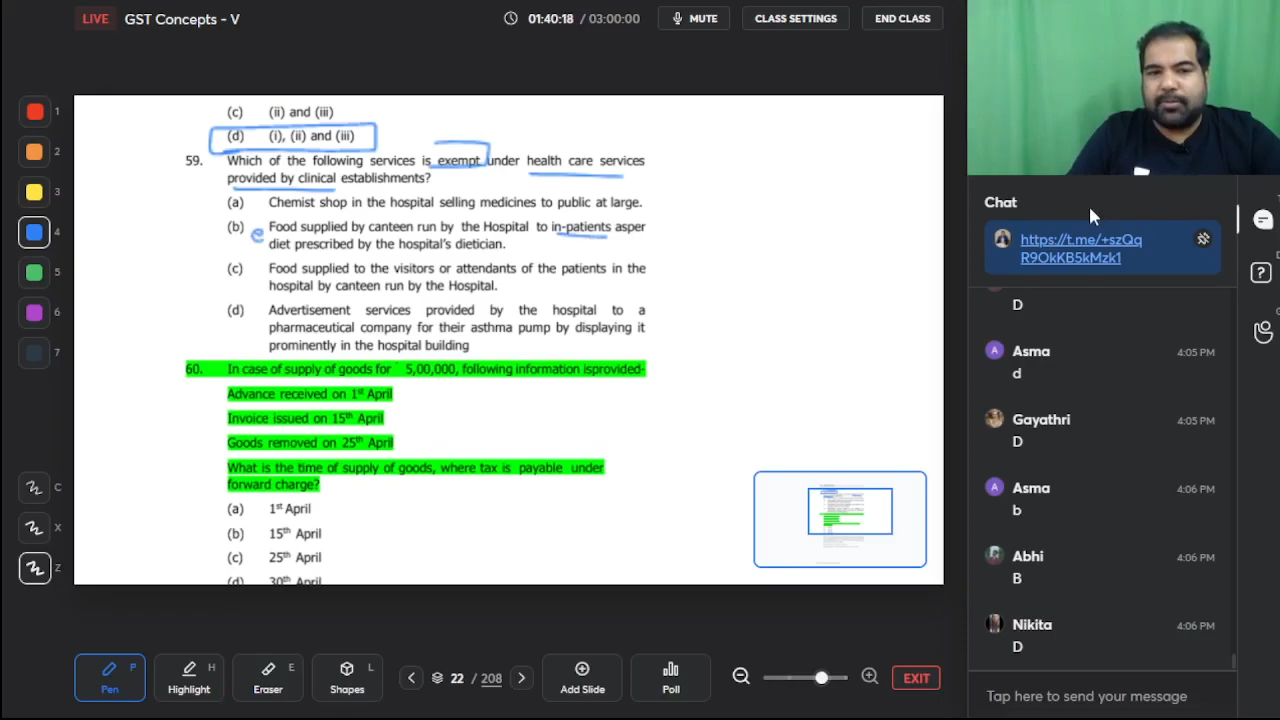 LIVE GST Concepts - V
01:40:18 / 03:00:00
MUTE
CLASS SETTINGS
END CLASS
1
2
3
4
5
6
7
C
X
Z
(c) (ii) and (iii)
(d) (i), (ii) and (iii)
59. Which of the following services is exempt under health care services
provided by clinical establishments?
(a) Chemist shop in the hospital selling medicines to public at large.
(b) Food supplied by canteen run by the Hospital to in-patients asper
diet prescribed by the hospital's dietician.
(c) Food supplied to the visitors or attendants of the patients in the
hospital by canteen run by the Hospital.
(d) Advertisement services provided by the hospital to a
pharmaceutical company for their asthma pump by displaying it
prominently in the hospital building
60. In case of supply of goods for ` 5,00,000, following information isprovided-
Advance received on 1st April
Invoice issued on 15th April
Goods removed on 25th April
What is the time of supply of goods, where tax is payable under
forward charge?
(a) 1st April
(b) 15th April
(c) 25th April
(d) 30th April
Pen P
Highlight H
Eraser E
Shapes L
22 / 208
Add Slide
Poll
EXIT
Chat
https://t.me/+szQq
R9OkKB5kMzk1
D
A Asma 4:05 PM
d
Gayathri 4:05 PM
D
A Asma 4:06 PM
b
Abhi 4:06 PM
B
Nikita 4:06 PM
D
Tap here to send your message